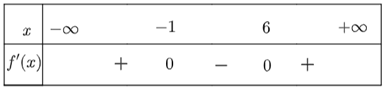 x −∞ −1 6 +∞
f′(x) + 0 − 0 +